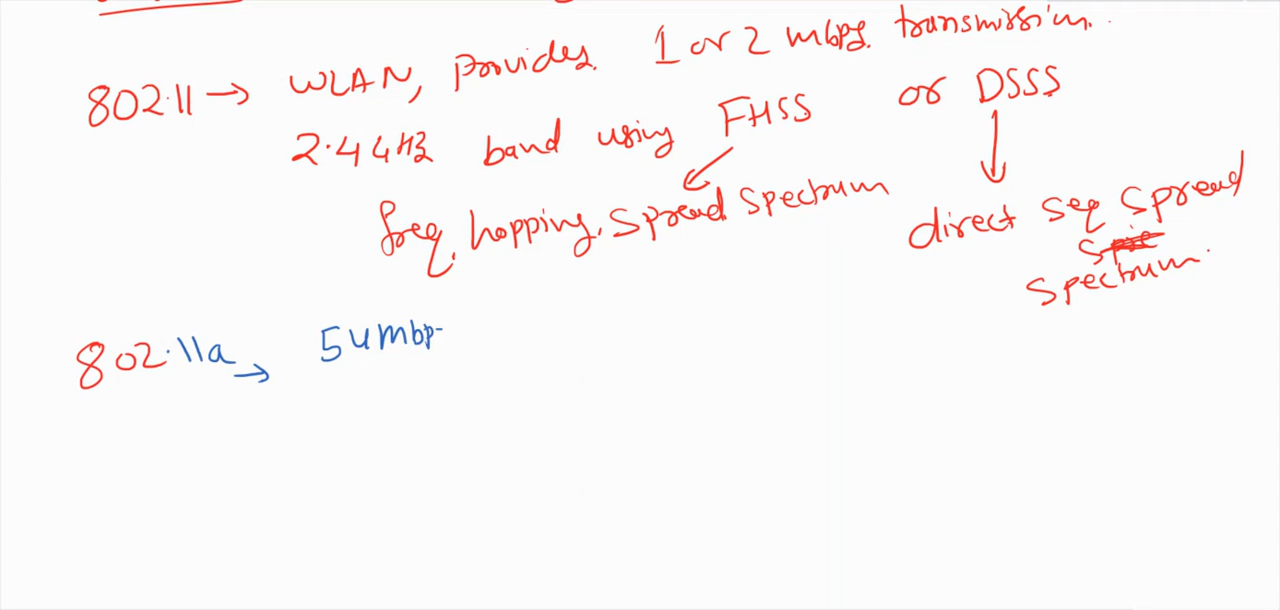 802.11 → WLAN, Provides 1 or 2 mbps transmission.
2.4 GHz band using FHSS or DSSS
freq. hopping. Spread Spectrum
direct seq Spread
Spectrum.
802.11a → 54mbp